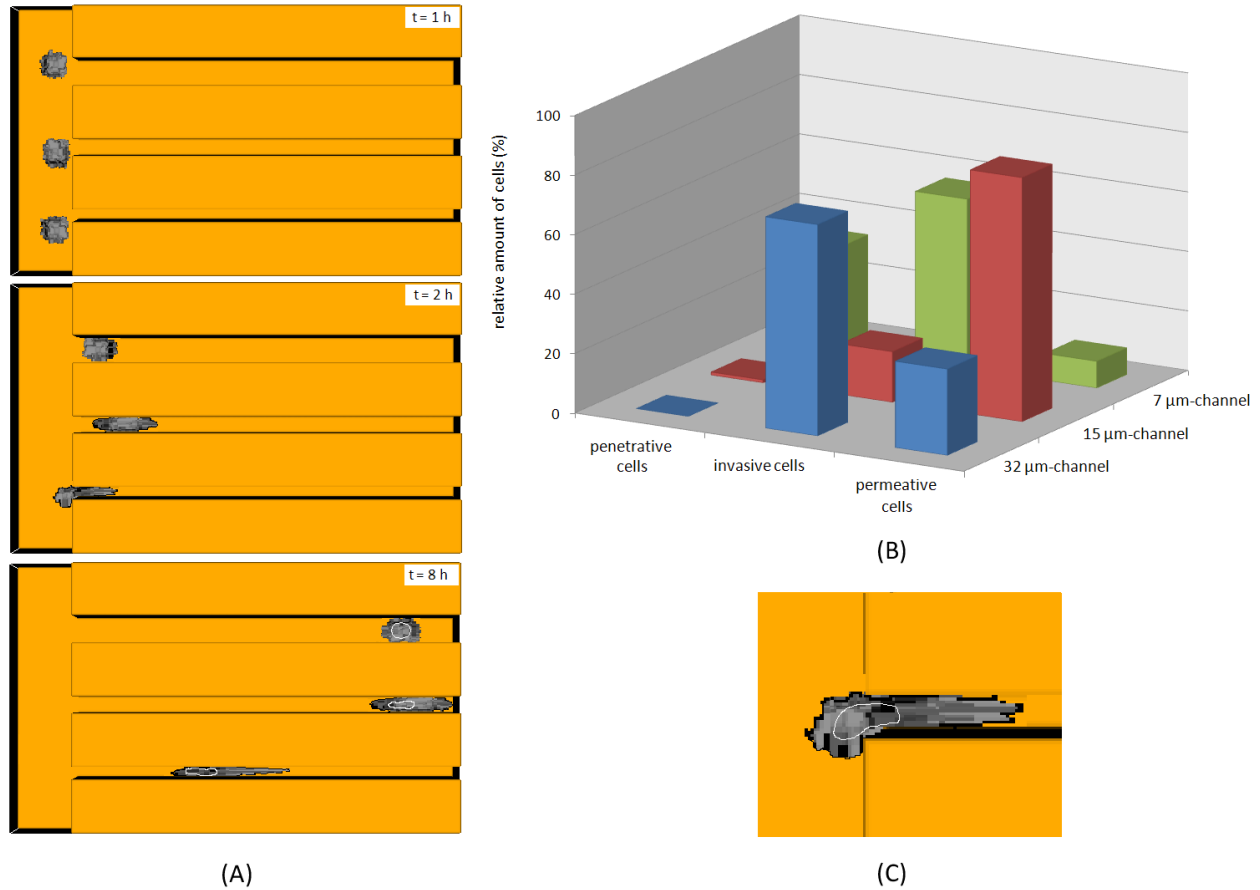 t = 1 h
t = 2 h
t = 8 h
(A)
relative amount of cells (%)
100
80
60
40
20
0
penetrative
cells
invasive cells
permeative
cells
32 µm-channel
15 µm-channel
7 µm-channel
(B)
(C)